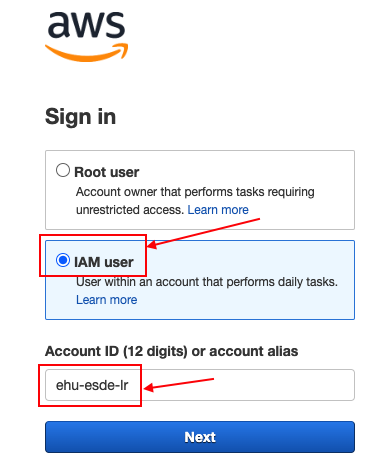 aws
Sign in
Root user
Account owner that performs tasks requiring
unrestricted access. Learn more
IAM user
User within an account that performs daily tasks.
Learn more
Account ID (12 digits) or account alias
ehu-esde-lr
Next